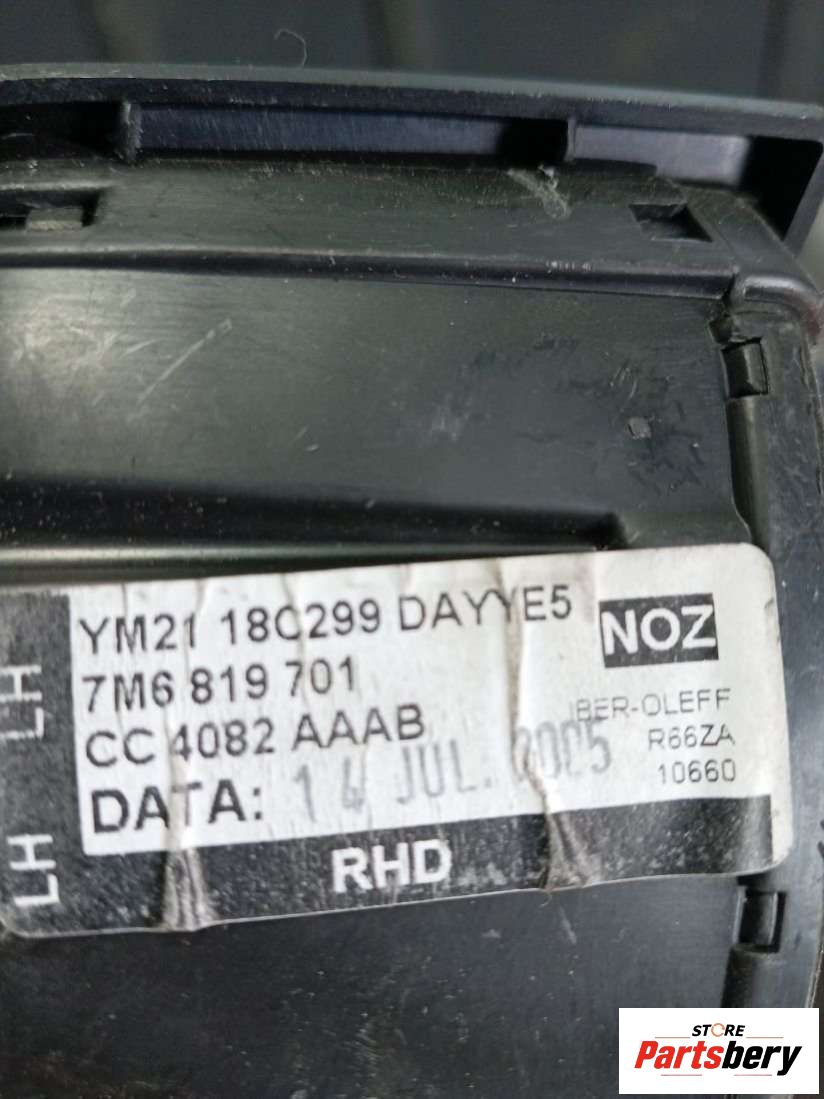 YM21 18C299 DAYYE5
NOZ
7M6 819 701
IBER-OLEFF
CC 4082 AAAB
R66ZA
DATA: 14 JUL. 2005
10660
RHD
LH
LH
STORE
Partsbery